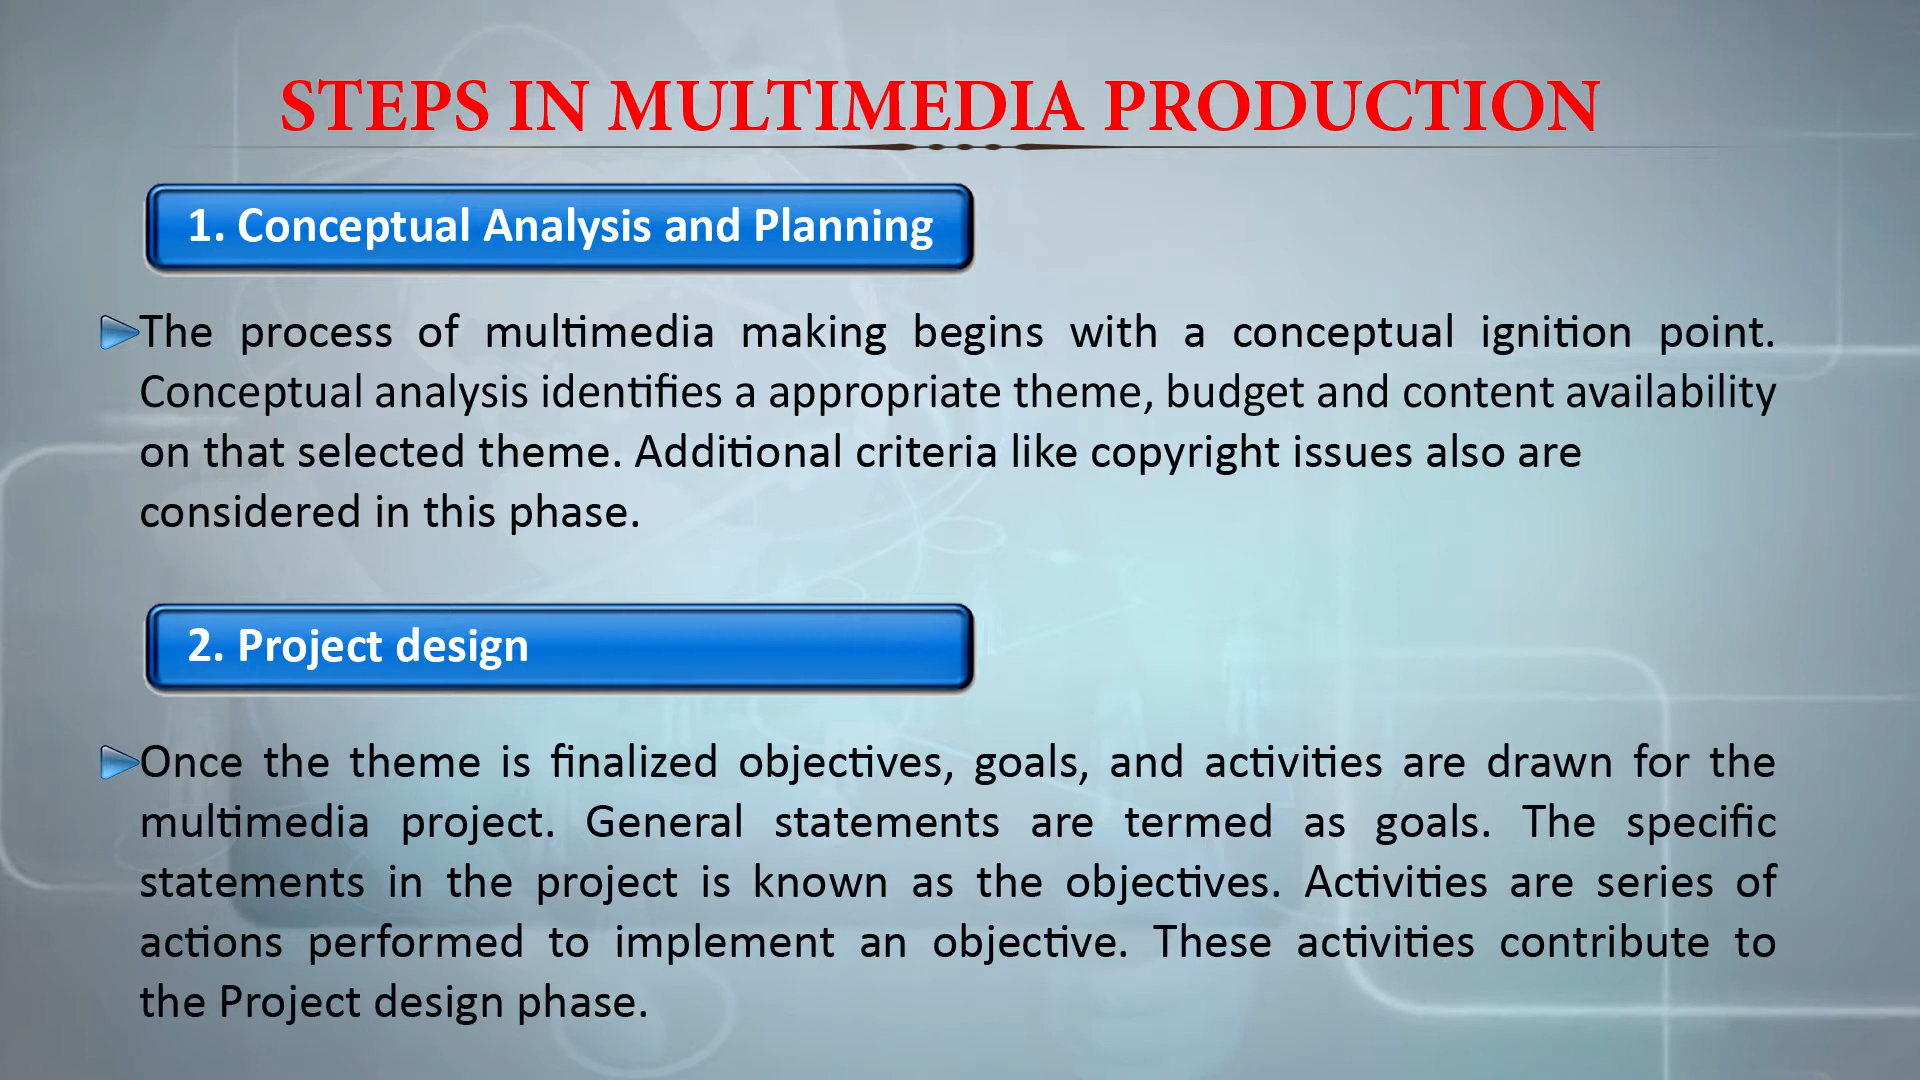 STEPS IN MULTIMEDIA PRODUCTION
1. Conceptual Analysis and Planning
The process of multimedia making begins with a conceptual ignition point.
Conceptual analysis identifies a appropriate theme, budget and content availability
on that selected theme. Additional criteria like copyright issues also are
considered in this phase.
2. Project design
Once the theme is finalized objectives, goals, and activities are drawn for the
multimedia project. General statements are termed as goals. The specific
statements in the project is known as the objectives. Activities are series of
actions performed to implement an objective. These activities contribute to
the Project design phase.